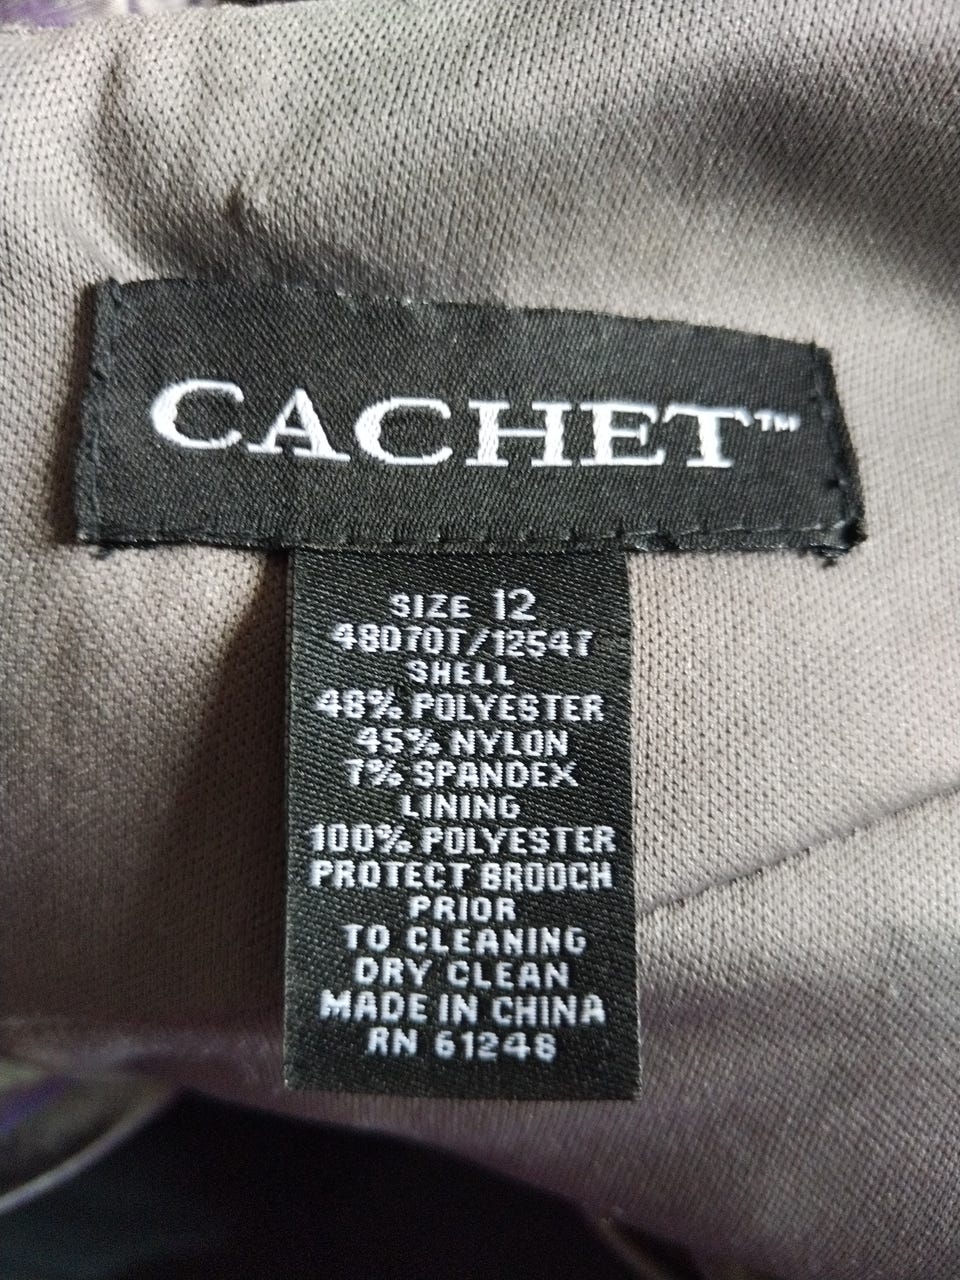 CACHET™
SIZE 12
48070T/12547
SHELL
48% POLYESTER
45% NYLON
7% SPANDEX
LINING
100% POLYESTER
PROTECT BROOCH
PRIOR
TO CLEANING
DRY CLEAN
MADE IN CHINA
RN 61248